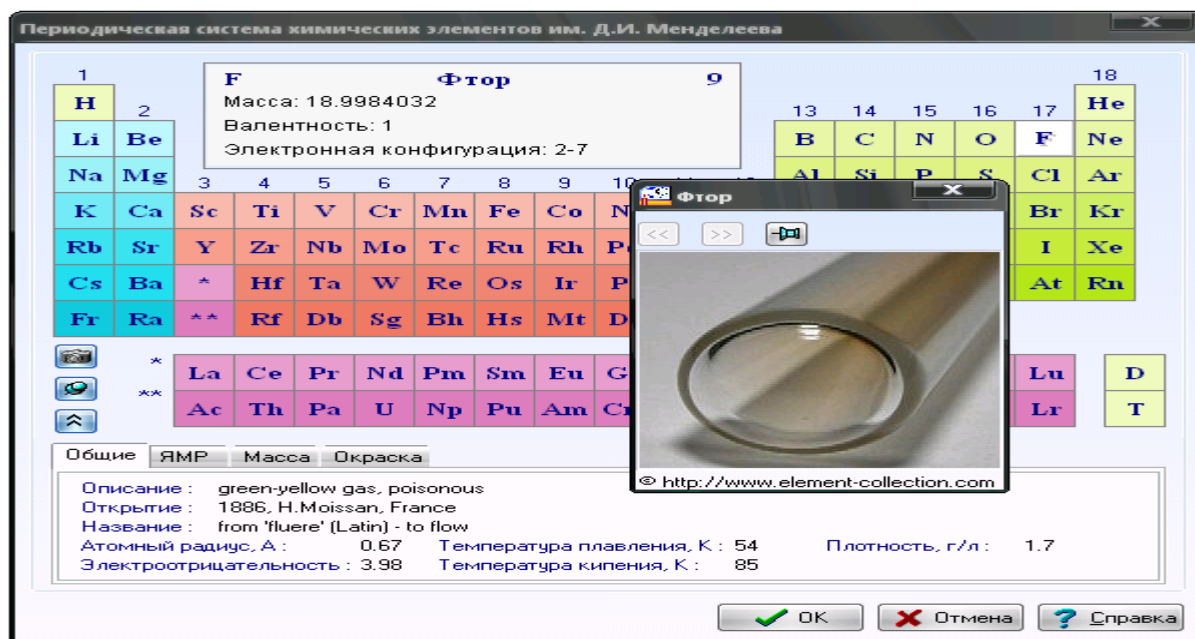 Периодическая система химических элементов им. Д.И. Менделеева
1 18
F Фтор 9
H 2 Масса: 18.9984032 13 14 15 16 17 He
Li Be Валентность: 1 B C N O F Ne
Электронная конфигурация: 2-7
Na Mg 3 4 5 6 7 8 9 10 Al Si P S Cl Ar
K Ca Sc Ti V Cr Mn Fe Co Br Kr
Rb Sr Y Zr Nb Mo Tc Ru Rh I Xe
Cs Ba * Hf Ta W Re Os Ir At Rn
Fr Ra ** Rf Db Sg Bh Hs Mt
* La Ce Pr Nd Pm Sm Eu Lu D
** Ac Th Pa U Np Pu Am Lr T
Фтор
<< >>
© http://www.element-collection.com
Общие ЯМР Масса Окраска
Описание : green-yellow gas, poisonous
Открытие : 1886, H.Moissan, France
Название : from 'fluere' (Latin) - to flow
Атомный радиус, А : 0.67 Температура плавления, К : 54 Плотность, г/л : 1.7
Электроотрицательность : 3.98 Температура кипения, К : 85
OK Отмена Справка